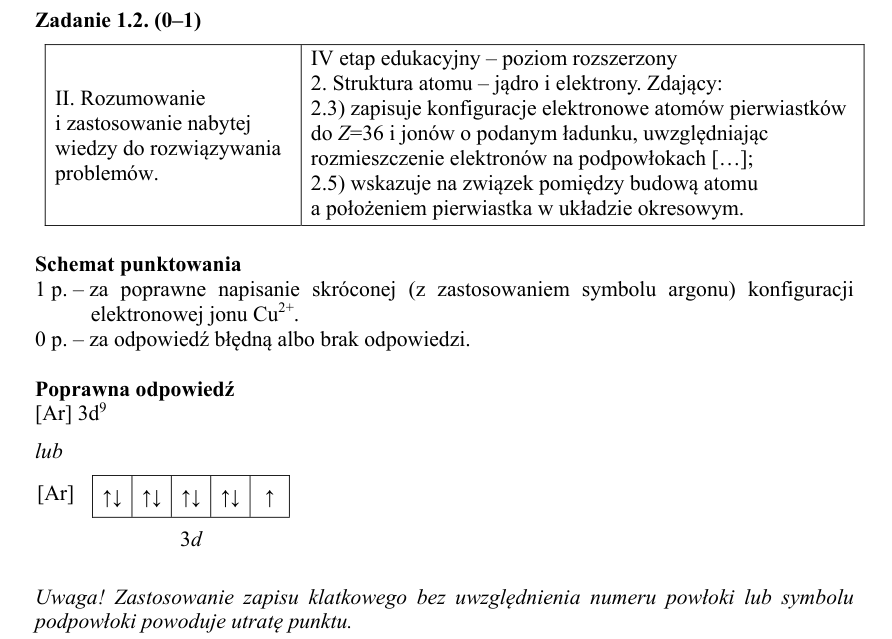 Zadanie 1.2. (0–1)
II. Rozumowanie
i zastosowanie nabytej
wiedzy do rozwiązywania
problemów.
IV etap edukacyjny – poziom rozszerzony
2. Struktura atomu – jądro i elektrony. Zdający:
2.3) zapisuje konfiguracje elektronowe atomów pierwiastków
do Z=36 i jonów o podanym ładunku, uwzględniając
rozmieszczenie elektronów na podpowłokach […];
2.5) wskazuje na związek pomiędzy budową atomu
a położeniem pierwiastka w układzie okresowym.
Schemat punktowania
1 p. – za poprawne napisanie skróconej (z zastosowaniem symbolu argonu) konfiguracji
elektronowej jonu Cu²⁺.
0 p. – za odpowiedź błędną albo brak odpowiedzi.
Poprawna odpowiedź
[Ar] 3d⁹
lub
[Ar] ↑↓ ↑↓ ↑↓ ↑↓ ↑
3d
Uwaga! Zastosowanie zapisu klatkowego bez uwzględnienia numeru powłoki lub symbolu
podpowłoki powoduje utratę punktu.